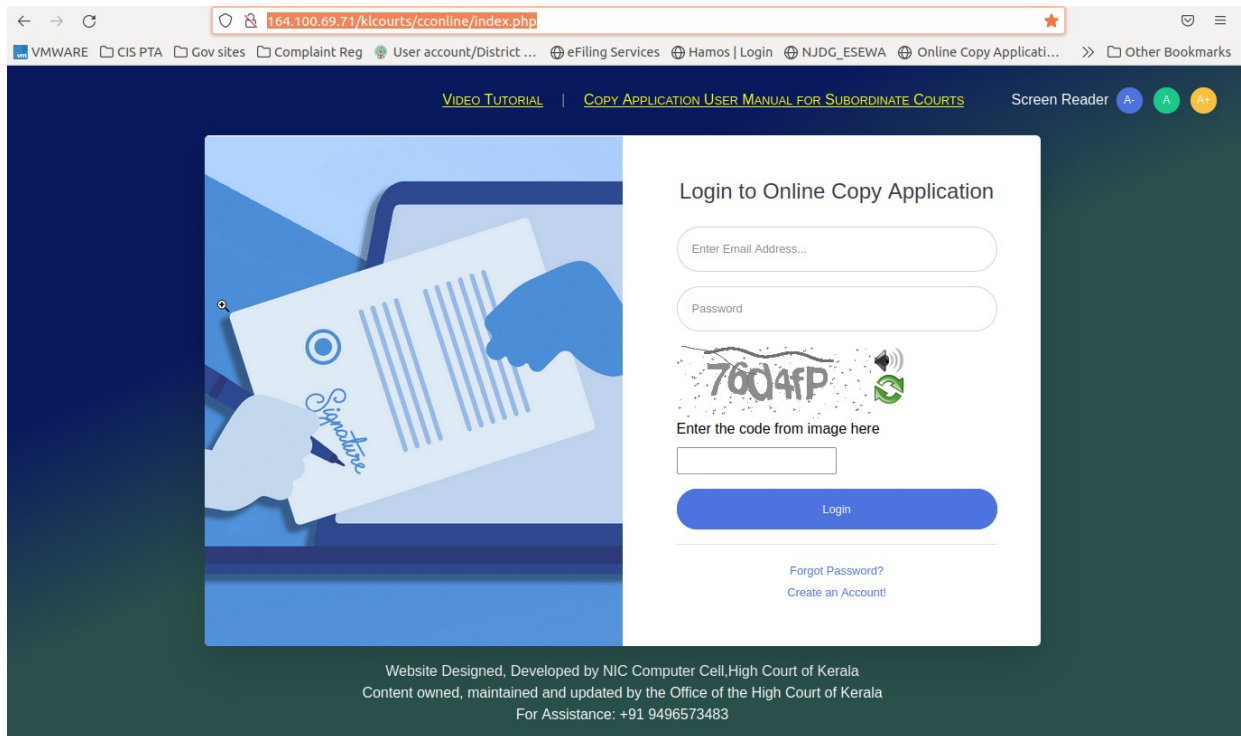 164.100.69.71/klcourts/cconline/index.php
vm VMWARE CIS PTA Gov sites Complaint Reg User account/District ... eFiling Services Hamos | Login NJDG_ESEWA Online Copy Applicati... Other Bookmarks
VIDEO TUTORIAL | COPY APPLICATION USER MANUAL FOR SUBORDINATE COURTS Screen Reader A- A A+
Login to Online Copy Application
Enter Email Address...
Password
76d4fP
Signature
Enter the code from image here
Login
Forgot Password?
Create an Account!
Website Designed, Developed by NIC Computer Cell,High Court of Kerala
Content owned, maintained and updated by the Office of the High Court of Kerala
For Assistance: +91 9496573483